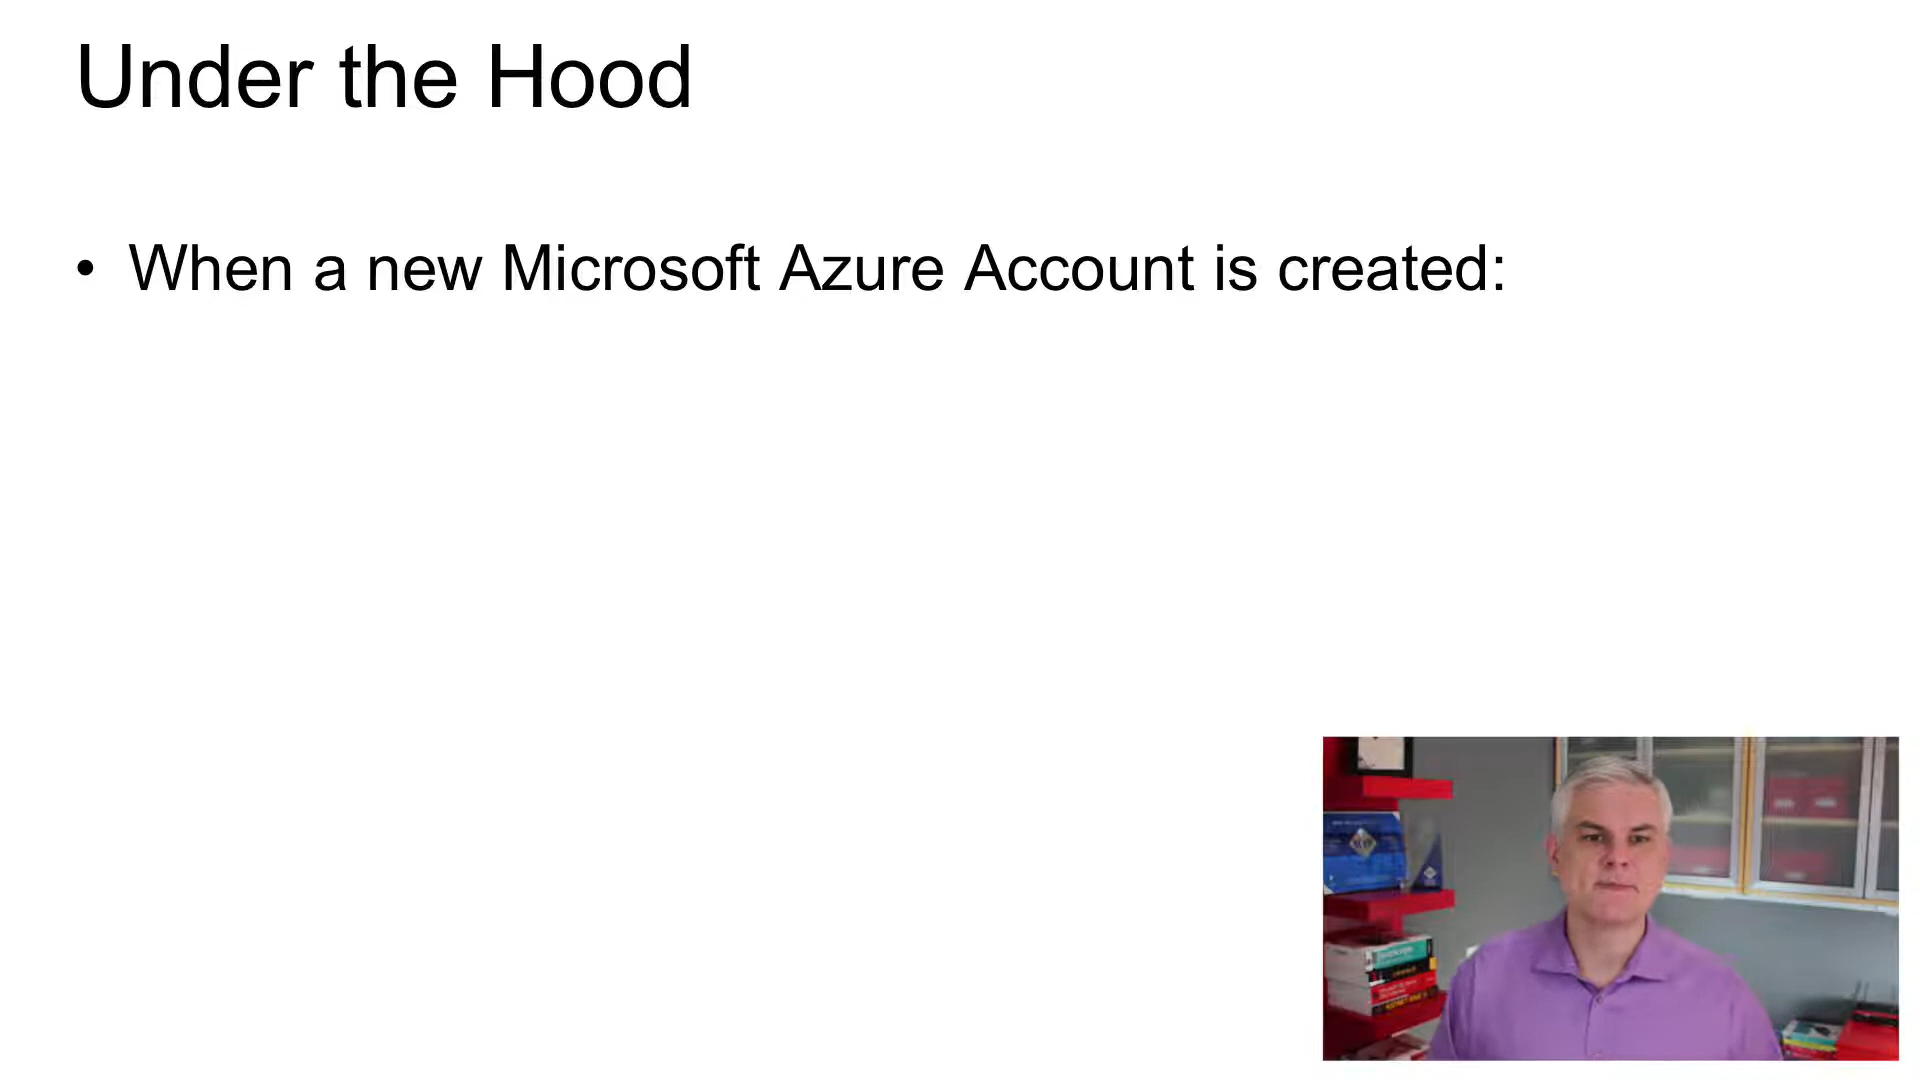 Under the Hood
• When a new Microsoft Azure Account is created: